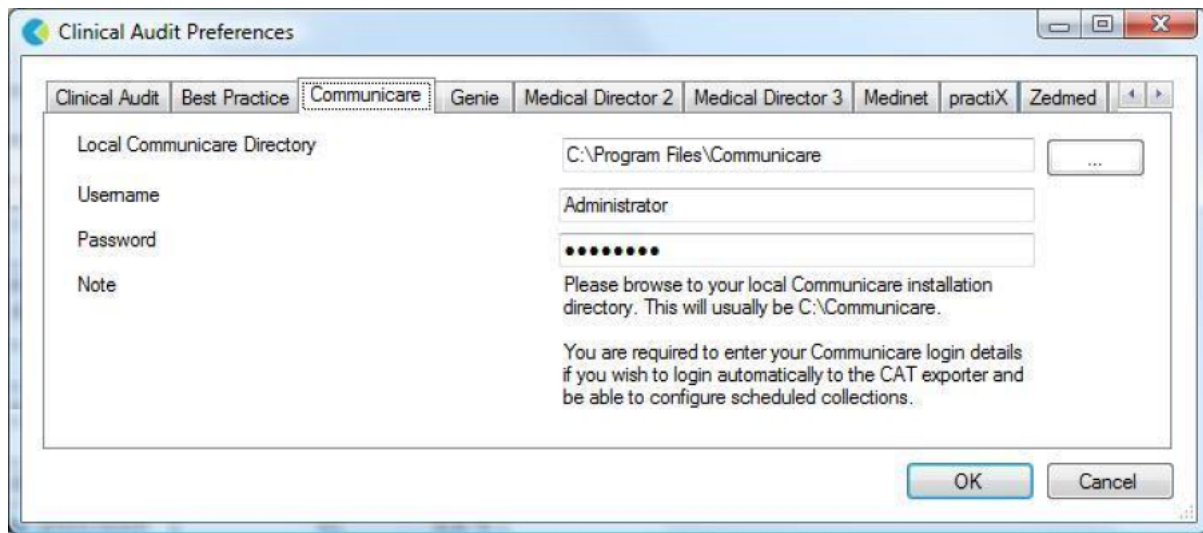 Clinical Audit Preferences
Clinical Audit Best Practice Communicare Genie Medical Director 2 Medical Director 3 Medinet practiX Zedmed
Local Communicare Directory C:\Program Files\Communicare ...
Username Administrator
Password ●●●●●●●●
Note Please browse to your local Communicare installation
directory. This will usually be C:\Communicare.
You are required to enter your Communicare login details
if you wish to login automatically to the CAT exporter and
be able to configure scheduled collections.
OK Cancel